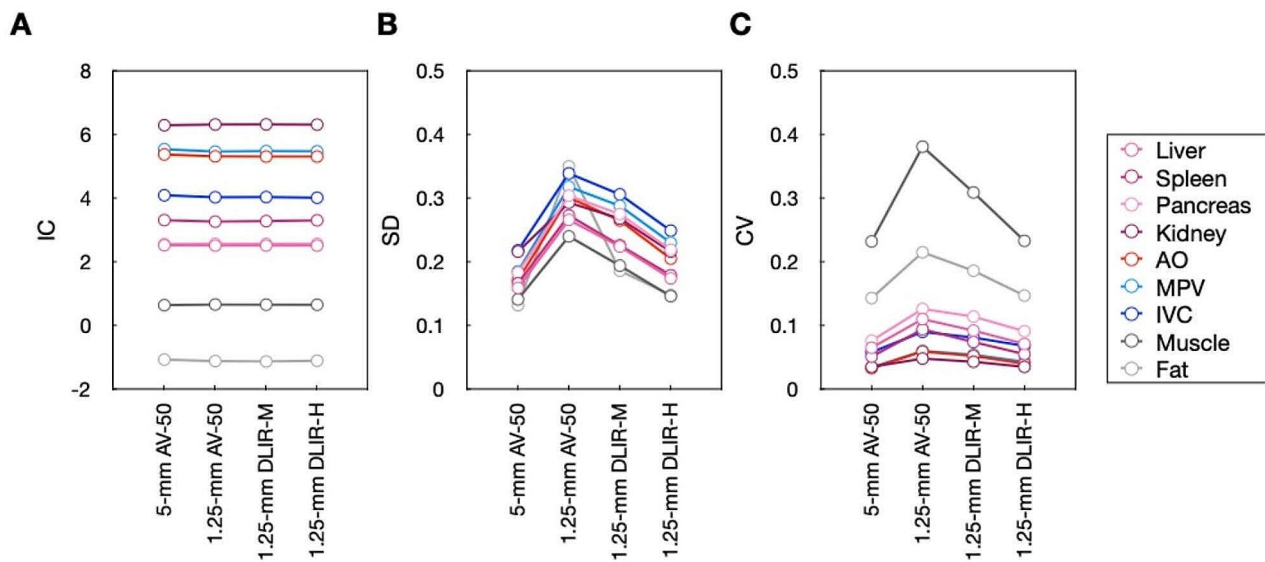 A
B
C
IC
8
6
4
2
0
-2
5-mm AV-50
1.25-mm AV-50
1.25-mm DLIR-M
1.25-mm DLIR-H
SD
0.5
0.4
0.3
0.2
0.1
0
5-mm AV-50
1.25-mm AV-50
1.25-mm DLIR-M
1.25-mm DLIR-H
CV
0.5
0.4
0.3
0.2
0.1
0
5-mm AV-50
1.25-mm AV-50
1.25-mm DLIR-M
1.25-mm DLIR-H
Liver
Spleen
Pancreas
Kidney
AO
MPV
IVC
Muscle
Fat